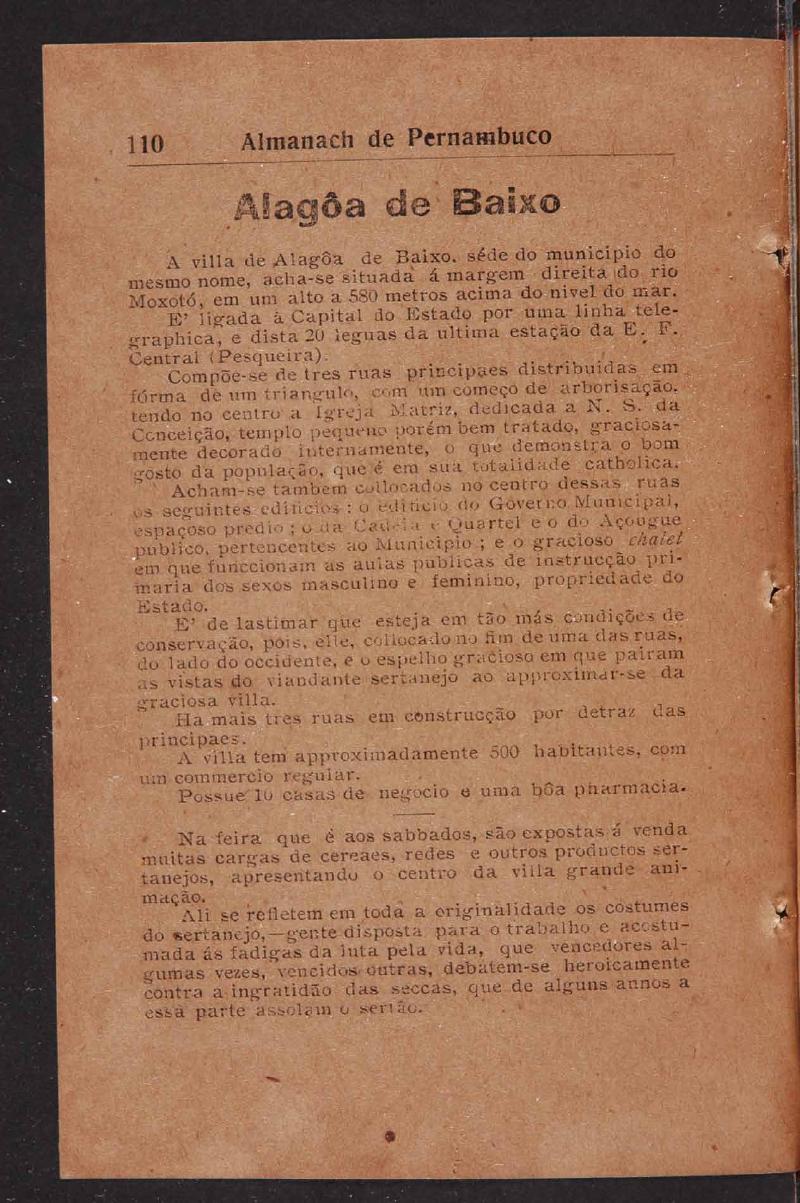 110 Almanach de Pernambuco
Alagôa de Baixo
A villa de Alagôa de Baixo. séde do municipio do
mesmo nome, acha-se situada á margem direita do rio
Moxotó, em um alto a 580 metros acima do nivel do mar.
E' ligada à Capital do Estado por uma linha tele-
graphica, e dista 20 leguas da ultima estação da E. F.
Central (Pesqueira).
Compõe-se de tres ruas principaes distribuidas em
fórma de um triangulo, com um começo de arborisação.
tendo no centro a Igreja Matriz, dedicada a N. S. da
Conceição, templo pequeno porém bem tratado, graciosa-
mente decorado internamente, o que demonstra o bom
gosto da população, que é em sua totalidade catholica.
Acham-se tambem collocados no centro dessas ruas
os seguintes edificios : o edificio do Governo Municipal,
espaçoso predio ; o da Cadeia e Quartel e o do Açougue
publico, pertencentes ao Municipio ; e o gracioso chalet
em que funccionam as aulas publicas de instrucção pri-
maria dos sexos masculino e feminino, propriedade do
Estado.
E' de lastimar que esteja em tão más condições de
conservação, pois, elle, collocado no fim de uma das ruas,
do lado do occidente, é o espelho gracioso em que pairam
as vistas do viandante sertanejo ao approximar-se da
graciosa villa.
Ha mais tres ruas em construcção por detraz das
principaes.
A villa tem approximadamente 500 habitantes, com
um commercio regular.
Possue 10 casas de negocio e uma bôa pharmacia.
Na feira que é aos sabbados, são expostas á venda
muitas cargas de cereaes, redes e outros productos ser-
tanejos, apresentando o centro da villa grande ani-
mação.
Ali se refletem em toda a originalidade os costumes
do sertanejo,—gente disposta para o trabalho e acostu-
mada ás fadigas da luta pela vida, que vencedores al-
gumas vezes, vencidos outras, debatem-se heroicamente
contra a ingratidão das seccas, que de alguns annos a
essa parte assolam o sertão.